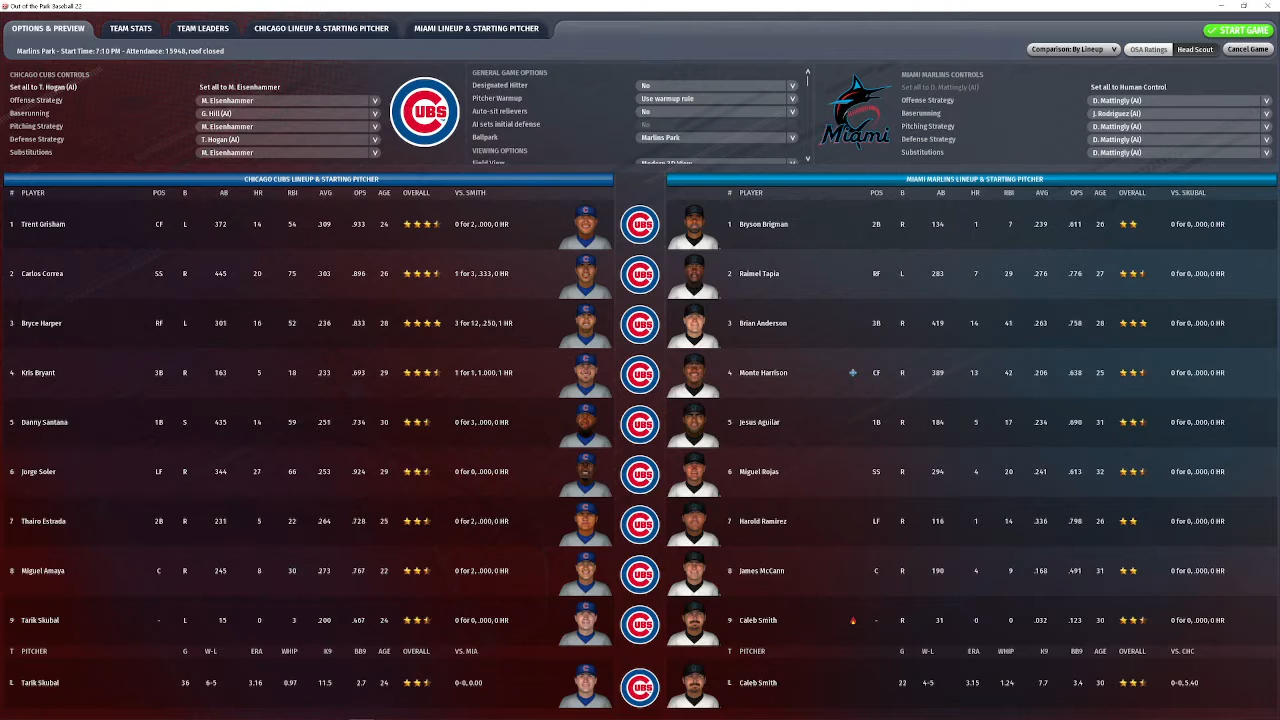 Out of the Park Baseball 22
OPTIONS & PREVIEW TEAM STATS TEAM LEADERS CHICAGO LINEUP & STARTING PITCHER MIAMI LINEUP & STARTING PITCHER
START GAME
Marlins Park - Start Time: 7:10 PM - Attendance: 15948, roof closed
Comparison: By Lineup OSA Ratings Head Scout Cancel Game
CHICAGO CUBS CONTROLS
Set all to T. Hogan (AI) Set all to M. Eisenhammer
Offense Strategy M. Eisenhammer
Baserunning G. Hill (AI)
Pitching Strategy M. Eisenhammer
Defense Strategy T. Hogan (AI)
Substitutions M. Eisenhammer
CUBS
GENERAL GAME OPTIONS
Designated Hitter No
Pitcher Warmup Use warmup rule
Auto-sit relievers No
AI sets initial defense No
Ballpark Marlins Park
VIEWING OPTIONS
Field View Modern 3D View
Miami
MIAMI MARLINS CONTROLS
Set all to D. Mattingly (AI) Set all to Human Control
Offense Strategy D. Mattingly (AI)
Baserunning J. Rodriguez (AI)
Pitching Strategy D. Mattingly (AI)
Defense Strategy D. Mattingly (AI)
Substitutions D. Mattingly (AI)
CHICAGO CUBS LINEUP & STARTING PITCHER
# PLAYER POS B AB HR RBI AVG OPS AGE OVERALL VS. SMITH
1 Trent Grisham CF L 372 14 54 .309 .933 24 0 for 2, .000, 0 HR
2 Carlos Correa SS R 445 20 75 .303 .896 26 1 for 3, .333, 0 HR
3 Bryce Harper RF L 301 16 52 .236 .833 28 3 for 12, .250, 1 HR
4 Kris Bryant 3B R 163 5 18 .233 .693 29 1 for 1, 1.000, 1 HR
5 Danny Santana 1B S 435 14 59 .251 .734 30 0 for 3, .000, 0 HR
6 Jorge Soler LF R 344 27 66 .253 .924 29 0 for 0, .000, 0 HR
7 Thairo Estrada 2B R 231 5 22 .264 .728 25 0 for 2, .000, 0 HR
8 Miguel Amaya C R 245 8 30 .273 .767 22 0 for 2, .000, 0 HR
9 Tarik Skubal - L 15 0 3 .200 .467 24 0 for 0, .000, 0 HR
T PITCHER G W-L ERA WHIP K9 BB9 AGE OVERALL VS. MIA
L Tarik Skubal 36 6-5 3.16 0.97 11.5 2.7 24 0-0, 0.00
CUBS
CUBS
CUBS
CUBS
CUBS
CUBS
CUBS
CUBS
CUBS
CUBS
MIAMI MARLINS LINEUP & STARTING PITCHER
# PLAYER POS B AB HR RBI AVG OPS AGE OVERALL VS. SKUBAL
1 Bryson Brigman 2B R 134 1 7 .239 .611 26 0 for 0, .000, 0 HR
2 Raimel Tapia RF L 283 7 29 .276 .776 27 0 for 0, .000, 0 HR
3 Brian Anderson 3B R 419 14 41 .263 .758 28 0 for 0, .000, 0 HR
4 Monte Harrison CF R 389 13 42 .206 .638 25 0 for 0, .000, 0 HR
5 Jesus Aguilar 1B R 184 5 17 .234 .690 31 0 for 0, .000, 0 HR
6 Miguel Rojas SS R 294 4 20 .241 .613 32 0 for 0, .000, 0 HR
7 Harold Ramirez LF R 116 1 14 .336 .798 26 0 for 0, .000, 0 HR
8 James McCann C R 190 4 9 .168 .491 31 0 for 0, .000, 0 HR
9 Caleb Smith - R 31 0 0 .032 .123 30 0 for 0, .000, 0 HR
T PITCHER G W-L ERA WHIP K9 BB9 AGE OVERALL VS. CHC
L Caleb Smith 22 4-5 3.15 1.24 7.7 3.4 30 0-0, 5.40